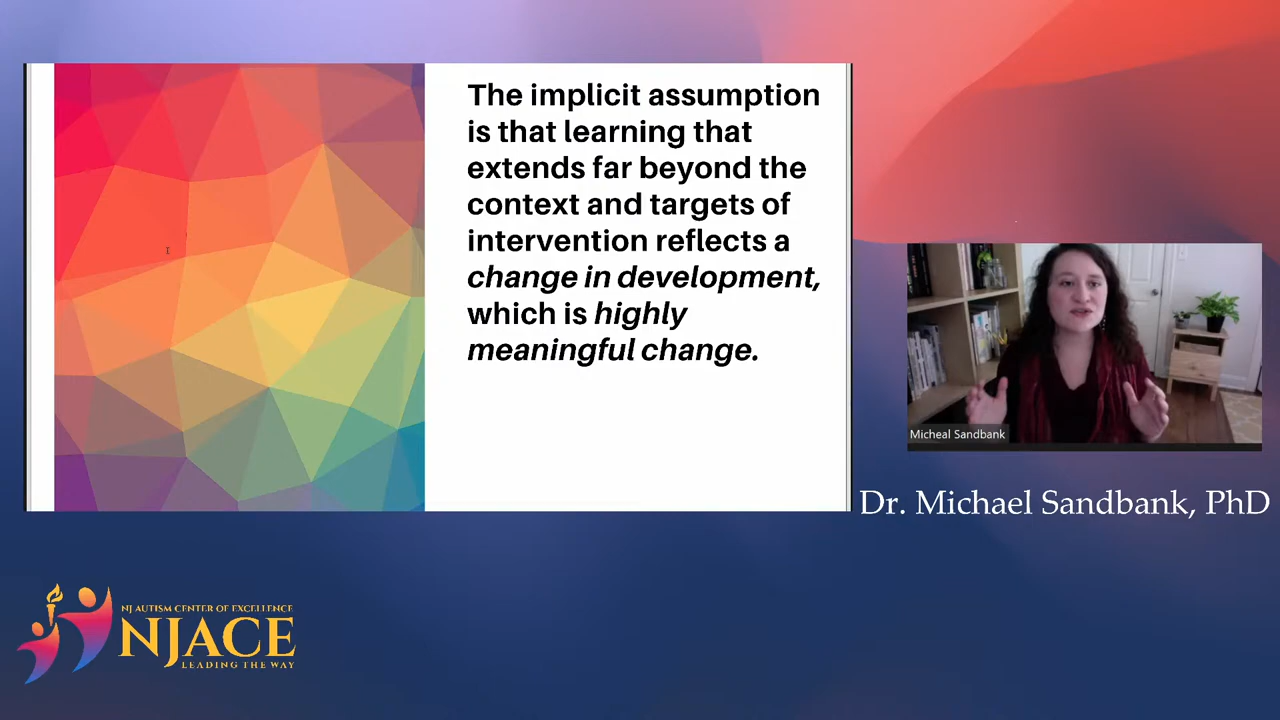 The implicit assumption
is that learning that
extends far beyond the
context and targets of
intervention reflects a
change in development,
which is highly
meaningful change.
Micheal Sandbank
Dr. Michael Sandbank, PhD
NJ AUTISM CENTER OF EXCELLENCE
NJACE
LEADING THE WAY